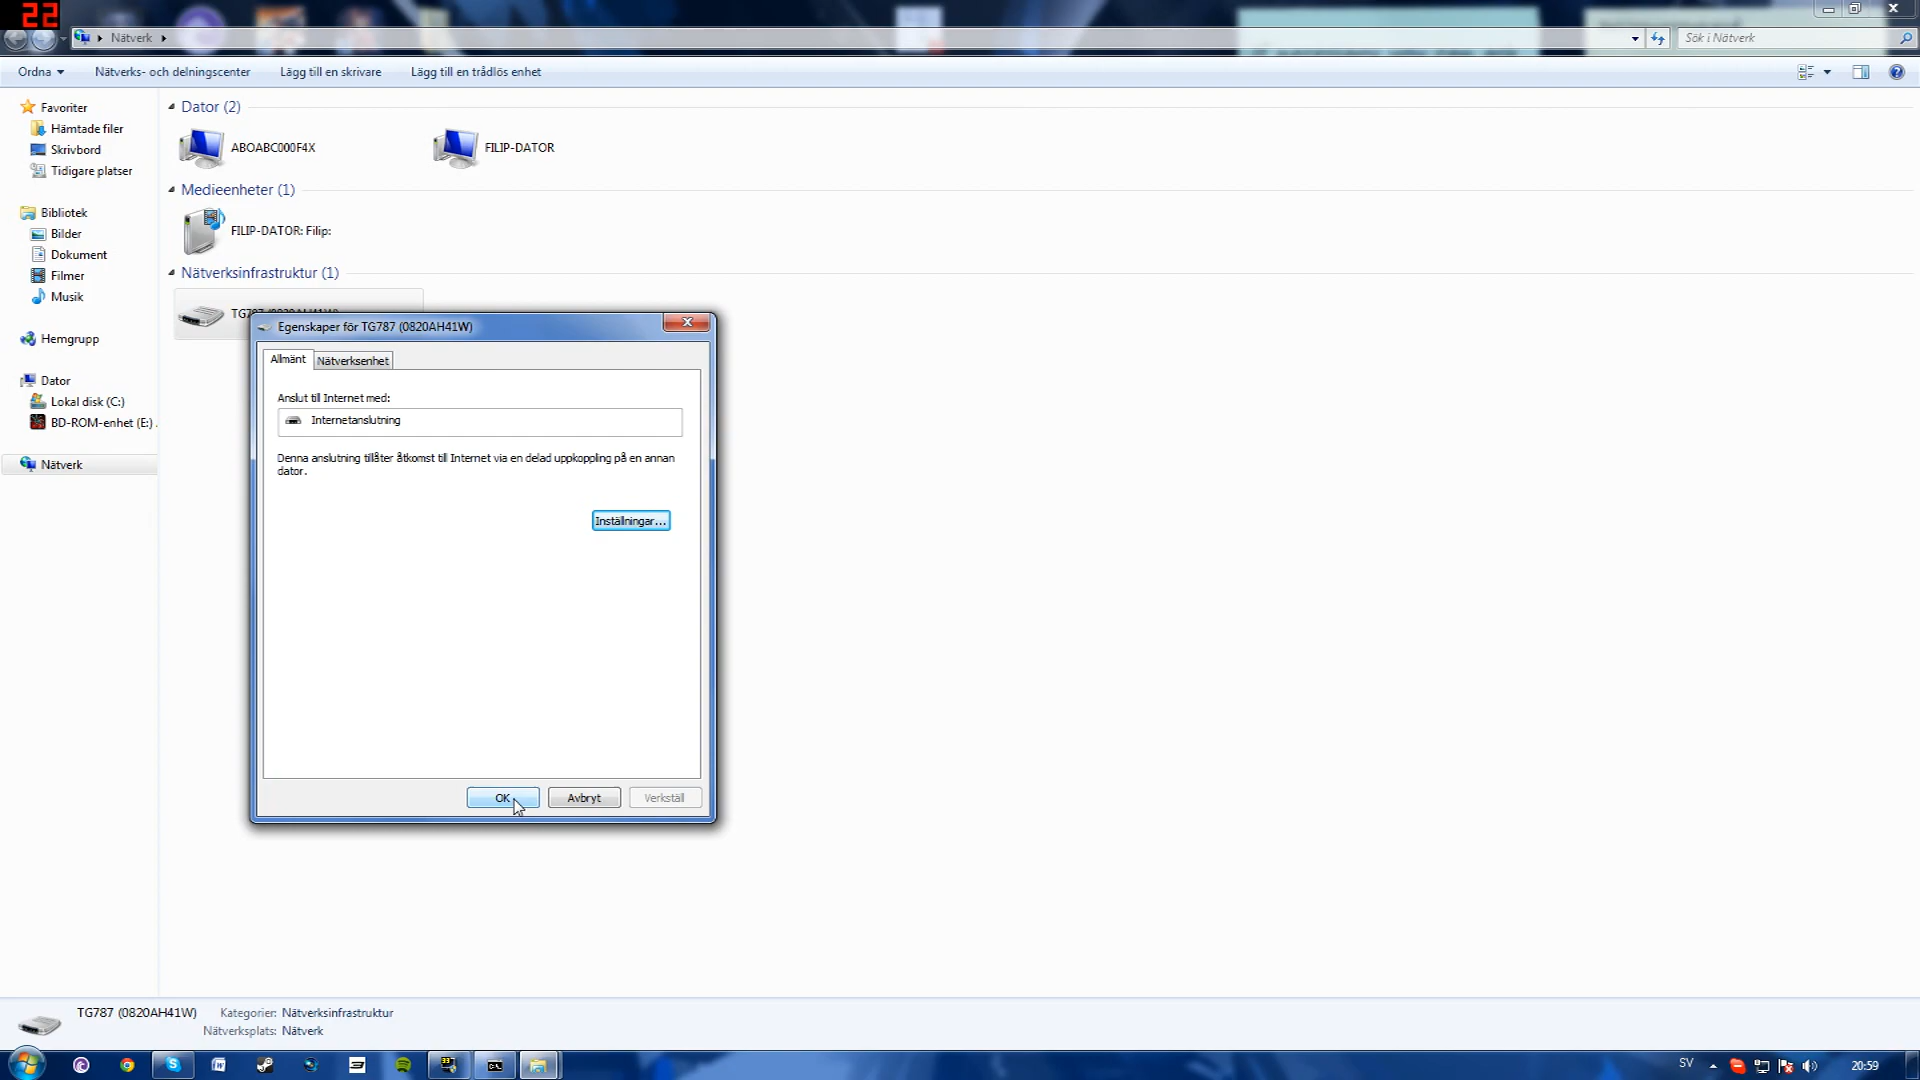 22
Nätverk
Sök i Nätverk
Ordna
Nätverks- och delningscenter
Lägg till en skrivare
Lägg till en trådlös enhet
Favoriter
Hämtade filer
Skrivbord
Tidigare platser
Bibliotek
Bilder
Dokument
Filmer
Musik
Hemgrupp
Dator
Lokal disk (C:)
BD-ROM-enhet (E:)
Nätverk
Dator (2)
ABOABC000F4X
FILIP-DATOR
Medieenheter (1)
FILIP-DATOR: Filip:
Nätverksinfrastruktur (1)
TG787 (0820AH41W)
Egenskaper för TG787 (0820AH41W)
Allmänt
Nätverksenhet
Anslut till Internet med:
Internetanslutning
Denna anslutning tillåter åtkomst till Internet via en delad uppkoppling på en annan
dator.
Inställningar...
OK
Avbryt
Verkställ
TG787 (0820AH41W)
Kategorier: Nätverksinfrastruktur
Nätverksplats: Nätverk
SV
20:59